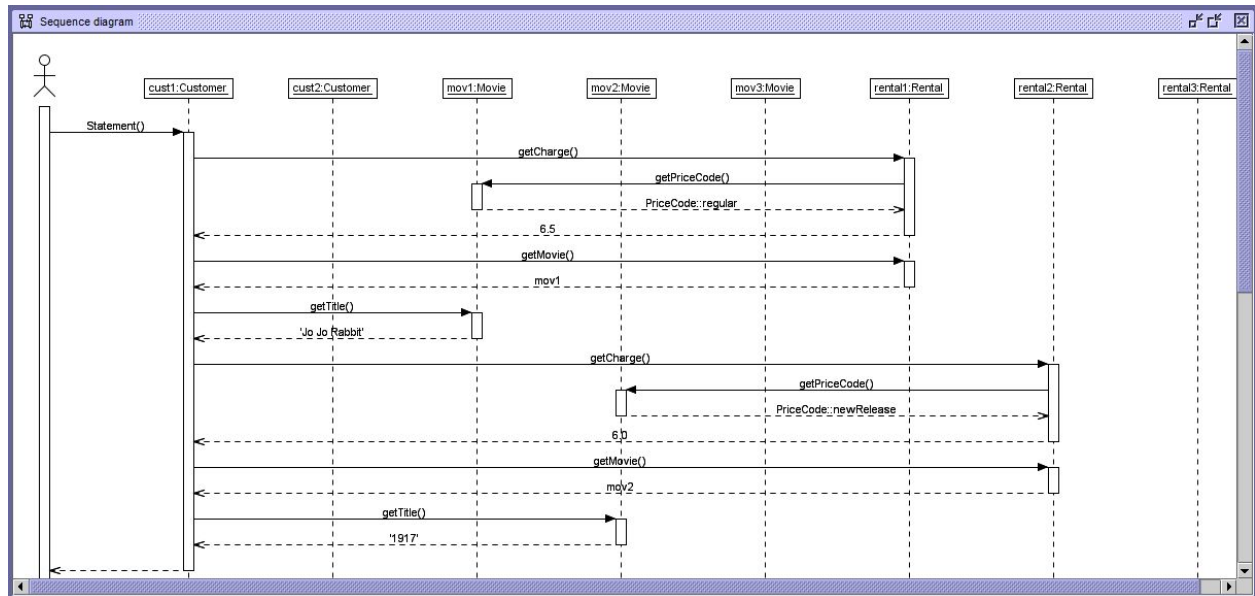 Sequence diagram
cust1:Customer
cust2:Customer
mov1:Movie
mov2:Movie
mov3:Movie
rental1:Rental
rental2:Rental
rental3:Rental
Statement()
getCharge()
getPriceCode()
PriceCode::regular
6.5
getMovie()
mov1
getTitle()
'Jo Jo Rabbit'
getCharge()
getPriceCode()
PriceCode::newRelease
6.0
getMovie()
mov2
getTitle()
'1917'